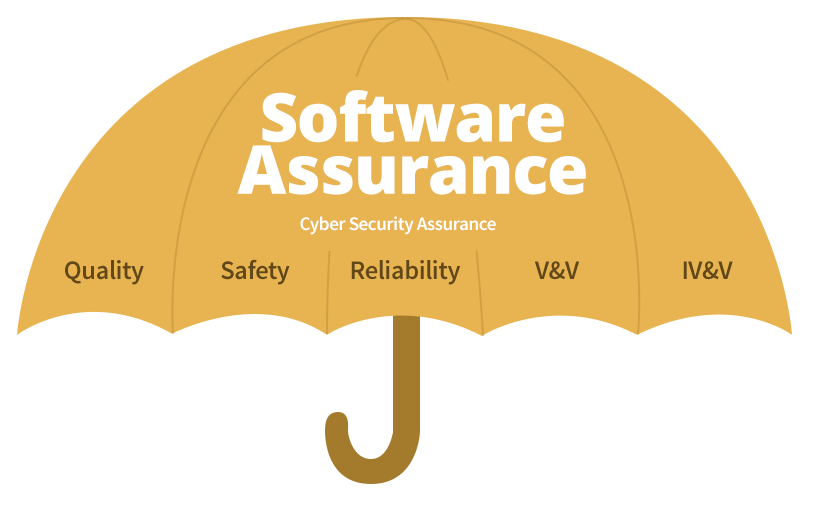 Software
Assurance
Cyber Security Assurance
Quality Safety Reliability V&V IV&V